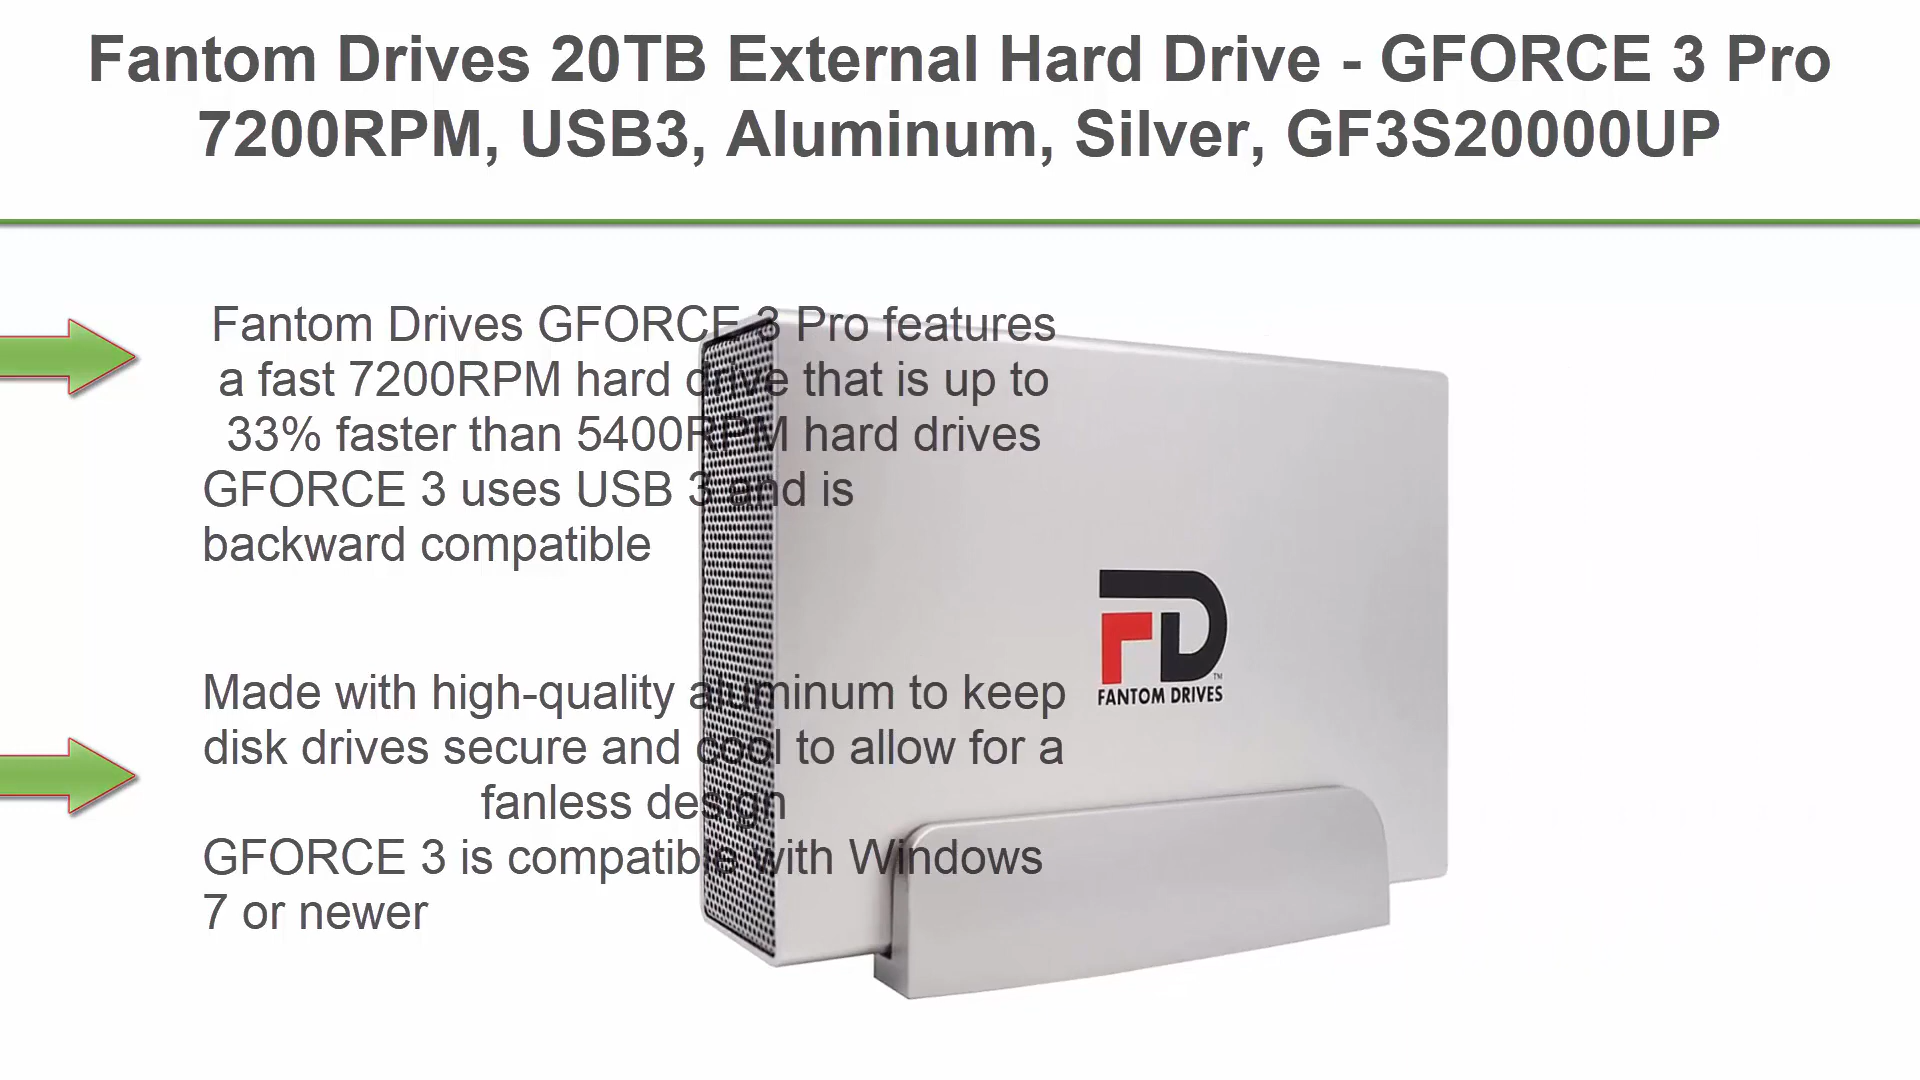 Fantom Drives 20TB External Hard Drive - GFORCE 3 Pro
7200RPM, USB3, Aluminum, Silver, GF3S20000UP
Fantom Drives GFORCE 3 Pro features
a fast 7200RPM hard drive that is up to
33% faster than 5400RPM hard drives
GFORCE 3 uses USB 3 and is
backward compatible
Made with high-quality aluminum to keep
disk drives secure and cool to allow for a
fanless design
GFORCE 3 is compatible with Windows
7 or newer
FD
TM
FANTOM DRIVES